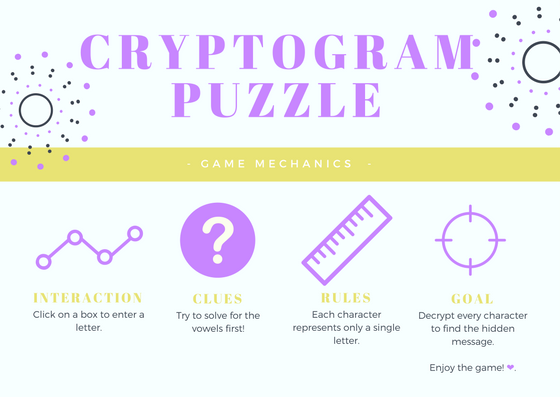 CRYPTOGRAM
PUZZLE
- GAME MECHANICS -
INTERACTION
Click on a box to enter a
letter.
?
CLUES
Try to solve for the
vowels first!
RULES
Each character
represents only a single
letter.
GOAL
Decrypt every character
to find the hidden
message.
Enjoy the game! ❤.